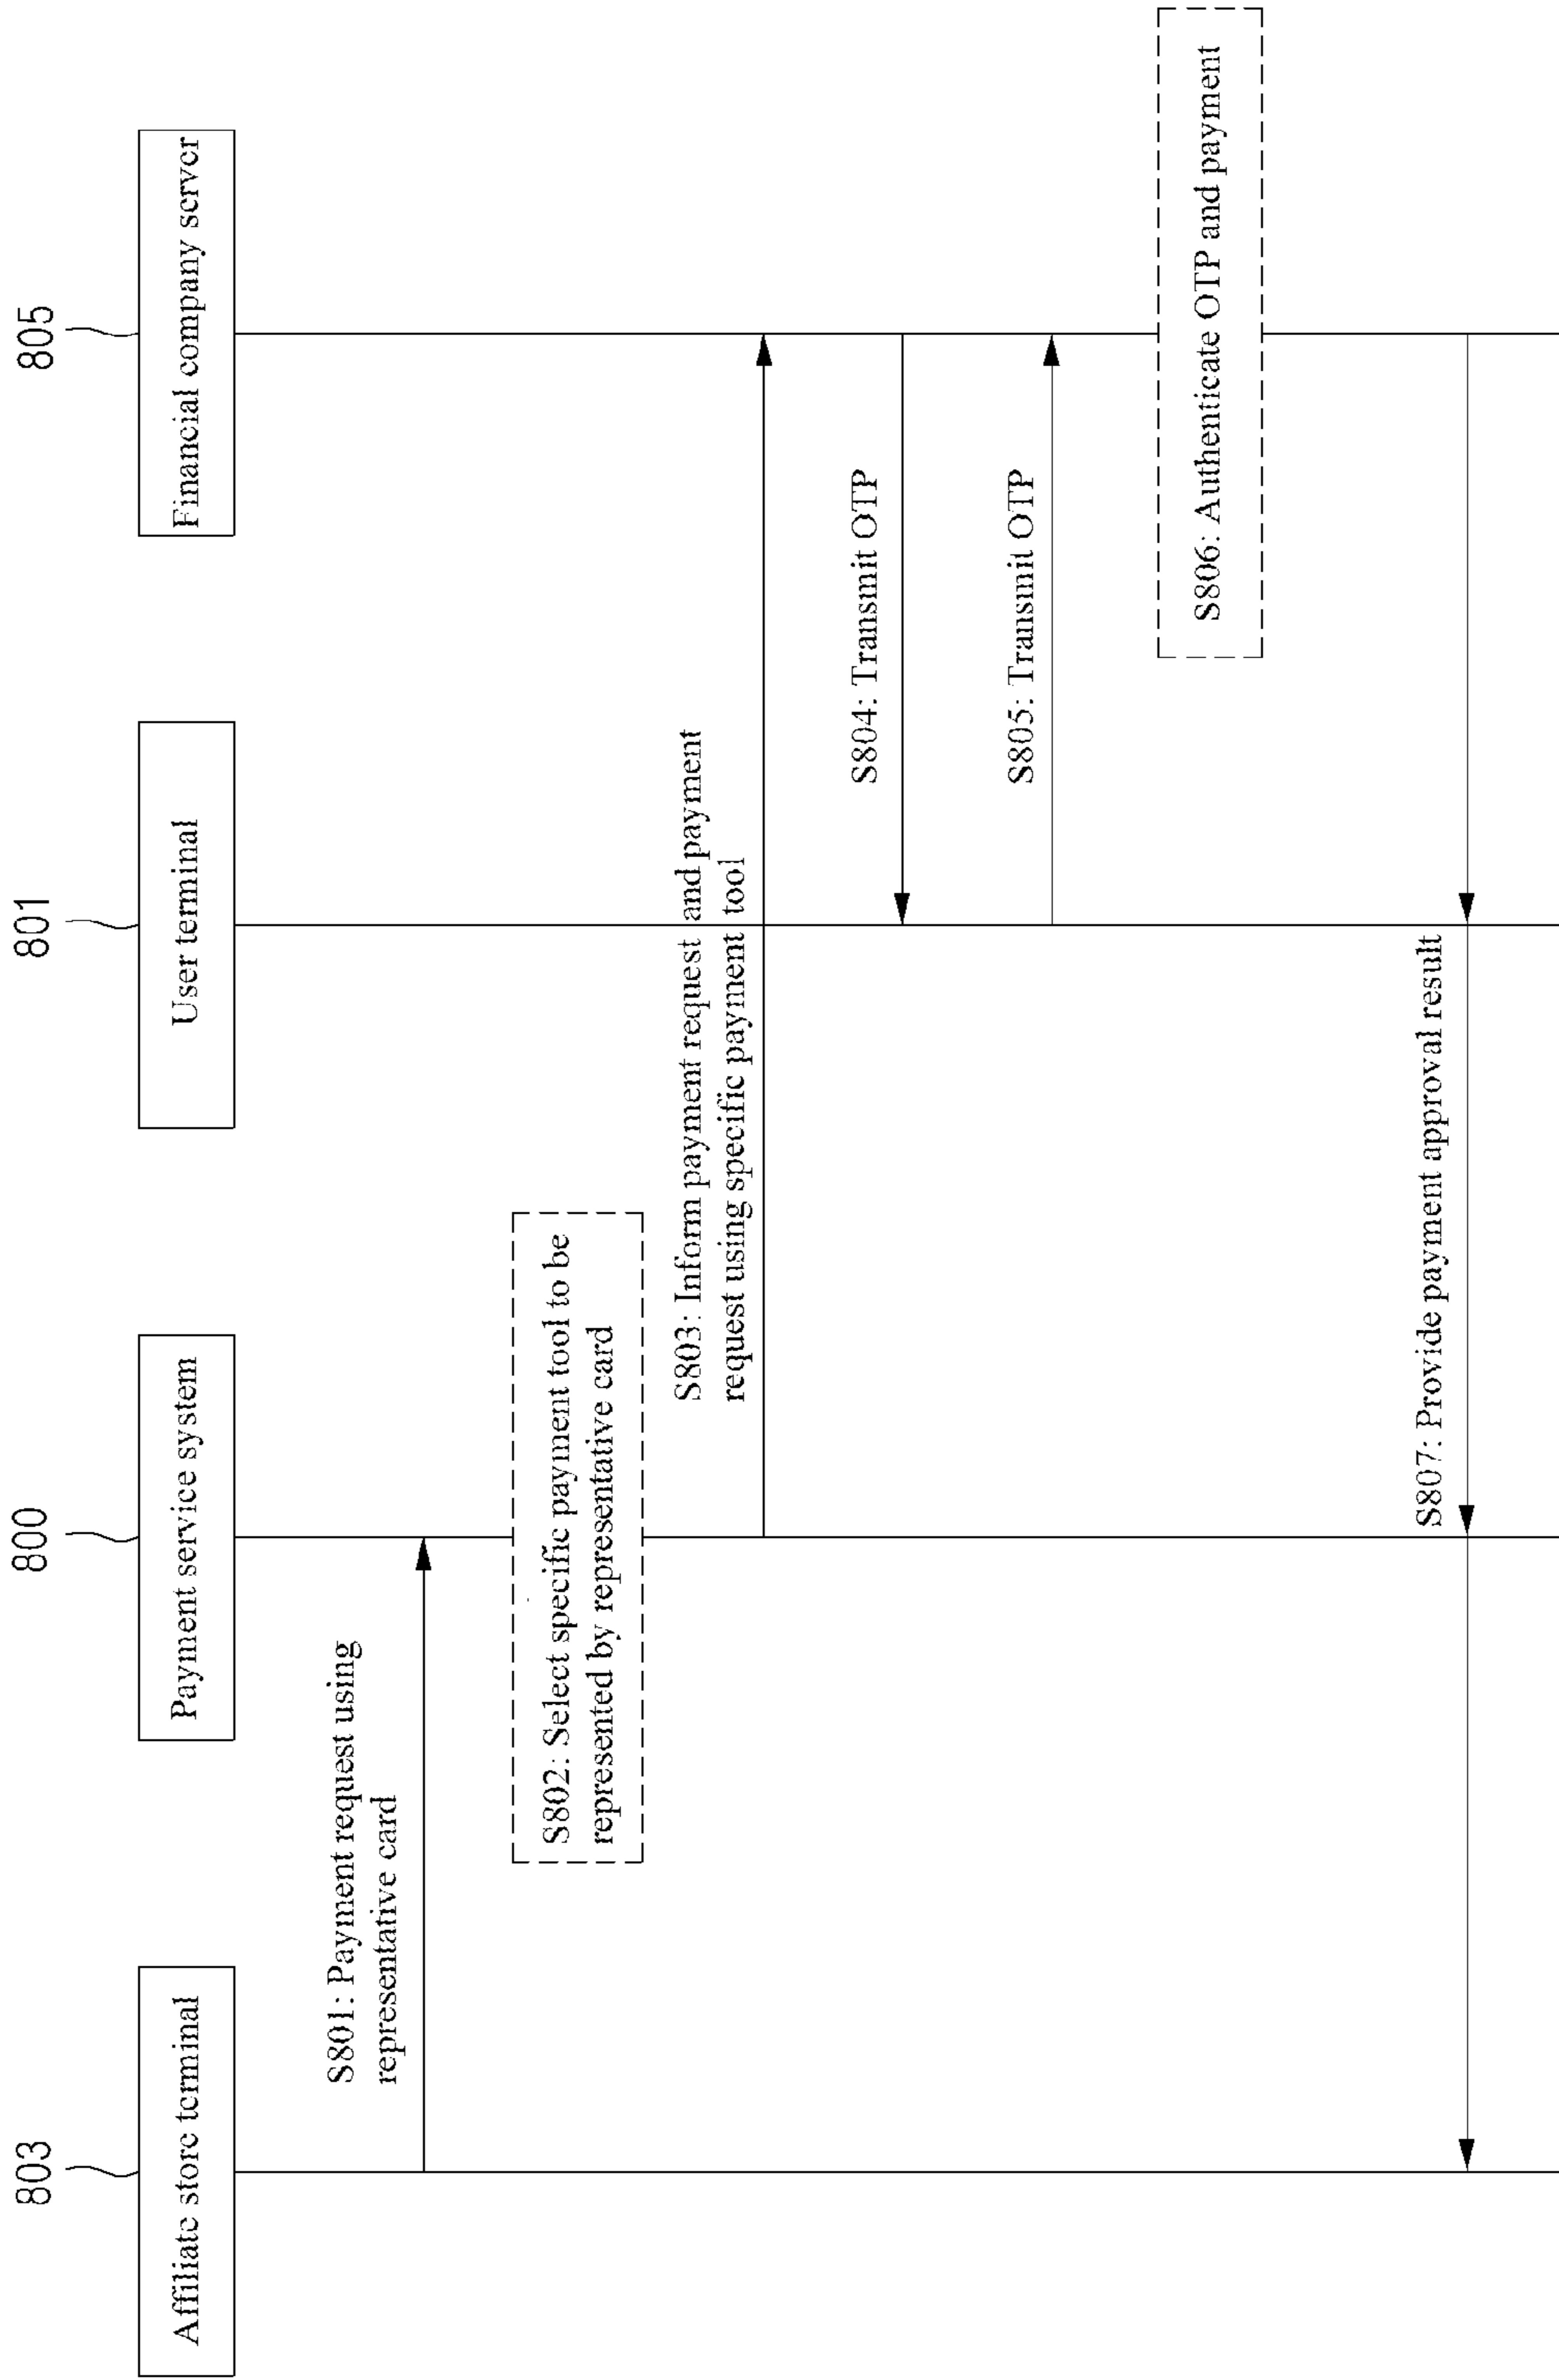 803
800
801
805
Affiliate store terminal
Payment service system
User terminal
Financial company server
S801: Payment request using
representative card
S802: Select specific payment tool to be
represented by representative card
S803: Inform payment request and payment
request using specific payment tool
S804: Transmit OTP
S805: Transmit OTP
S806: Authenticate OTP and payment
S807: Provide payment approval result